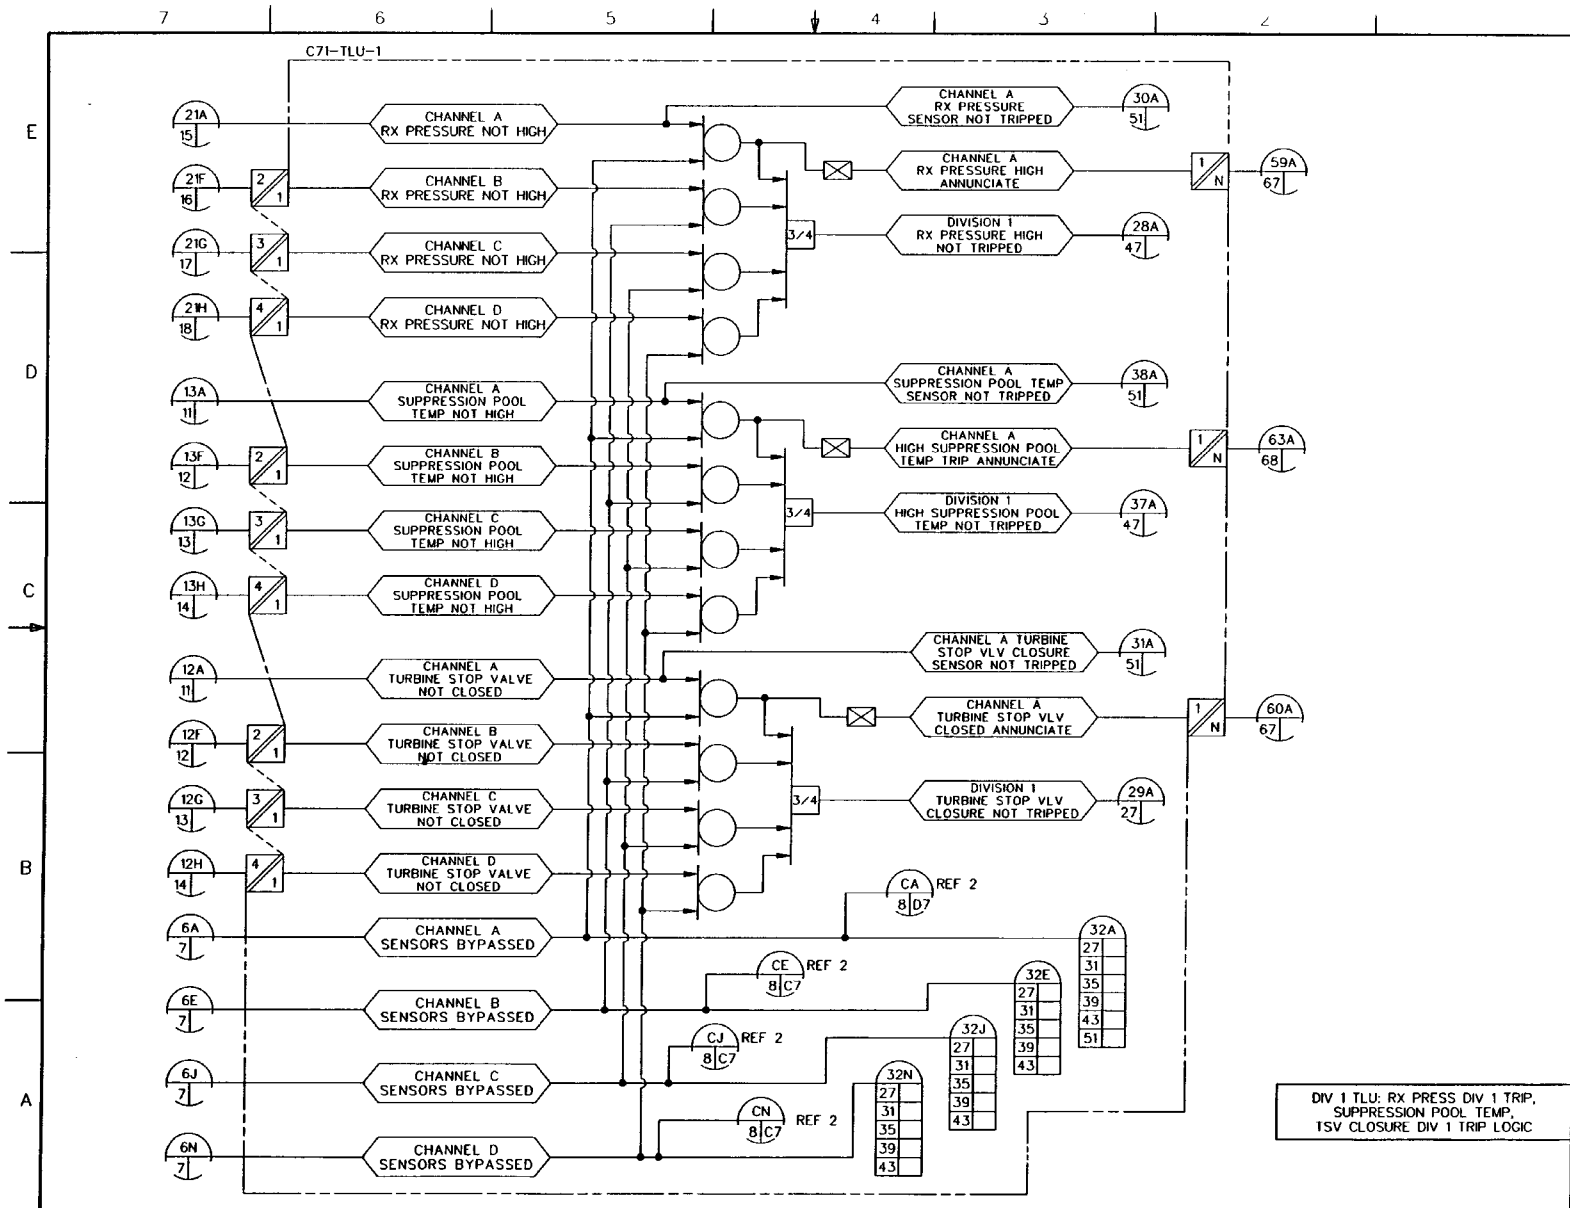 7 6 5 4 3 2
C71-TLU-1
E
21A
15
CHANNEL A
RX PRESSURE NOT HIGH
CHANNEL A
RX PRESSURE
SENSOR NOT TRIPPED
30A
51
CHANNEL A
RX PRESSURE HIGH
ANNUNCIATE
1
N
59A
67
21F
16
2
1
CHANNEL B
RX PRESSURE NOT HIGH
3/4
DIVISION 1
RX PRESSURE HIGH
NOT TRIPPED
28A
47
21G
17
3
1
CHANNEL C
RX PRESSURE NOT HIGH
21H
18
4
1
CHANNEL D
RX PRESSURE NOT HIGH
D
13A
11
CHANNEL A
SUPPRESSION POOL
TEMP NOT HIGH
CHANNEL A
SUPPRESSION POOL TEMP
SENSOR NOT TRIPPED
38A
51
CHANNEL A
HIGH SUPPRESSION POOL
TEMP TRIP ANNUNCIATE
1
N
63A
68
13F
12
2
1
CHANNEL B
SUPPRESSION POOL
TEMP NOT HIGH
3/4
DIVISION 1
HIGH SUPPRESSION POOL
TEMP NOT TRIPPED
37A
47
13G
13
3
1
CHANNEL C
SUPPRESSION POOL
TEMP NOT HIGH
C
13H
14
4
1
CHANNEL D
SUPPRESSION POOL
TEMP NOT HIGH
CHANNEL A TURBINE
STOP VLV CLOSURE
SENSOR NOT TRIPPED
31A
51
12A
11
CHANNEL A
TURBINE STOP VALVE
NOT CLOSED
CHANNEL A
TURBINE STOP VLV
CLOSED ANNUNCIATE
1
N
60A
67
12F
12
2
1
CHANNEL B
TURBINE STOP VALVE
NOT CLOSED
12G
13
3
1
CHANNEL C
TURBINE STOP VALVE
NOT CLOSED
3/4
DIVISION 1
TURBINE STOP VLV
CLOSURE NOT TRIPPED
29A
27
B
12H
14
4
1
CHANNEL D
TURBINE STOP VALVE
NOT CLOSED
CA
8 D7
REF 2
6A
7
CHANNEL A
SENSORS BYPASSED
32A
27
31
35
39
43
51
CE
8 C7
REF 2
6E
7
CHANNEL B
SENSORS BYPASSED
32E
27
31
35
39
43
CJ
8 C7
REF 2
6J
7
CHANNEL C
SENSORS BYPASSED
32J
27
31
35
39
43
A
CN
8 C7
REF 2
6N
7
CHANNEL D
SENSORS BYPASSED
32N
27
31
35
39
43
DIV 1 TLU: RX PRESS DIV 1 TRIP,
SUPPRESSION POOL TEMP,
TSV CLOSURE DIV 1 TRIP LOGIC